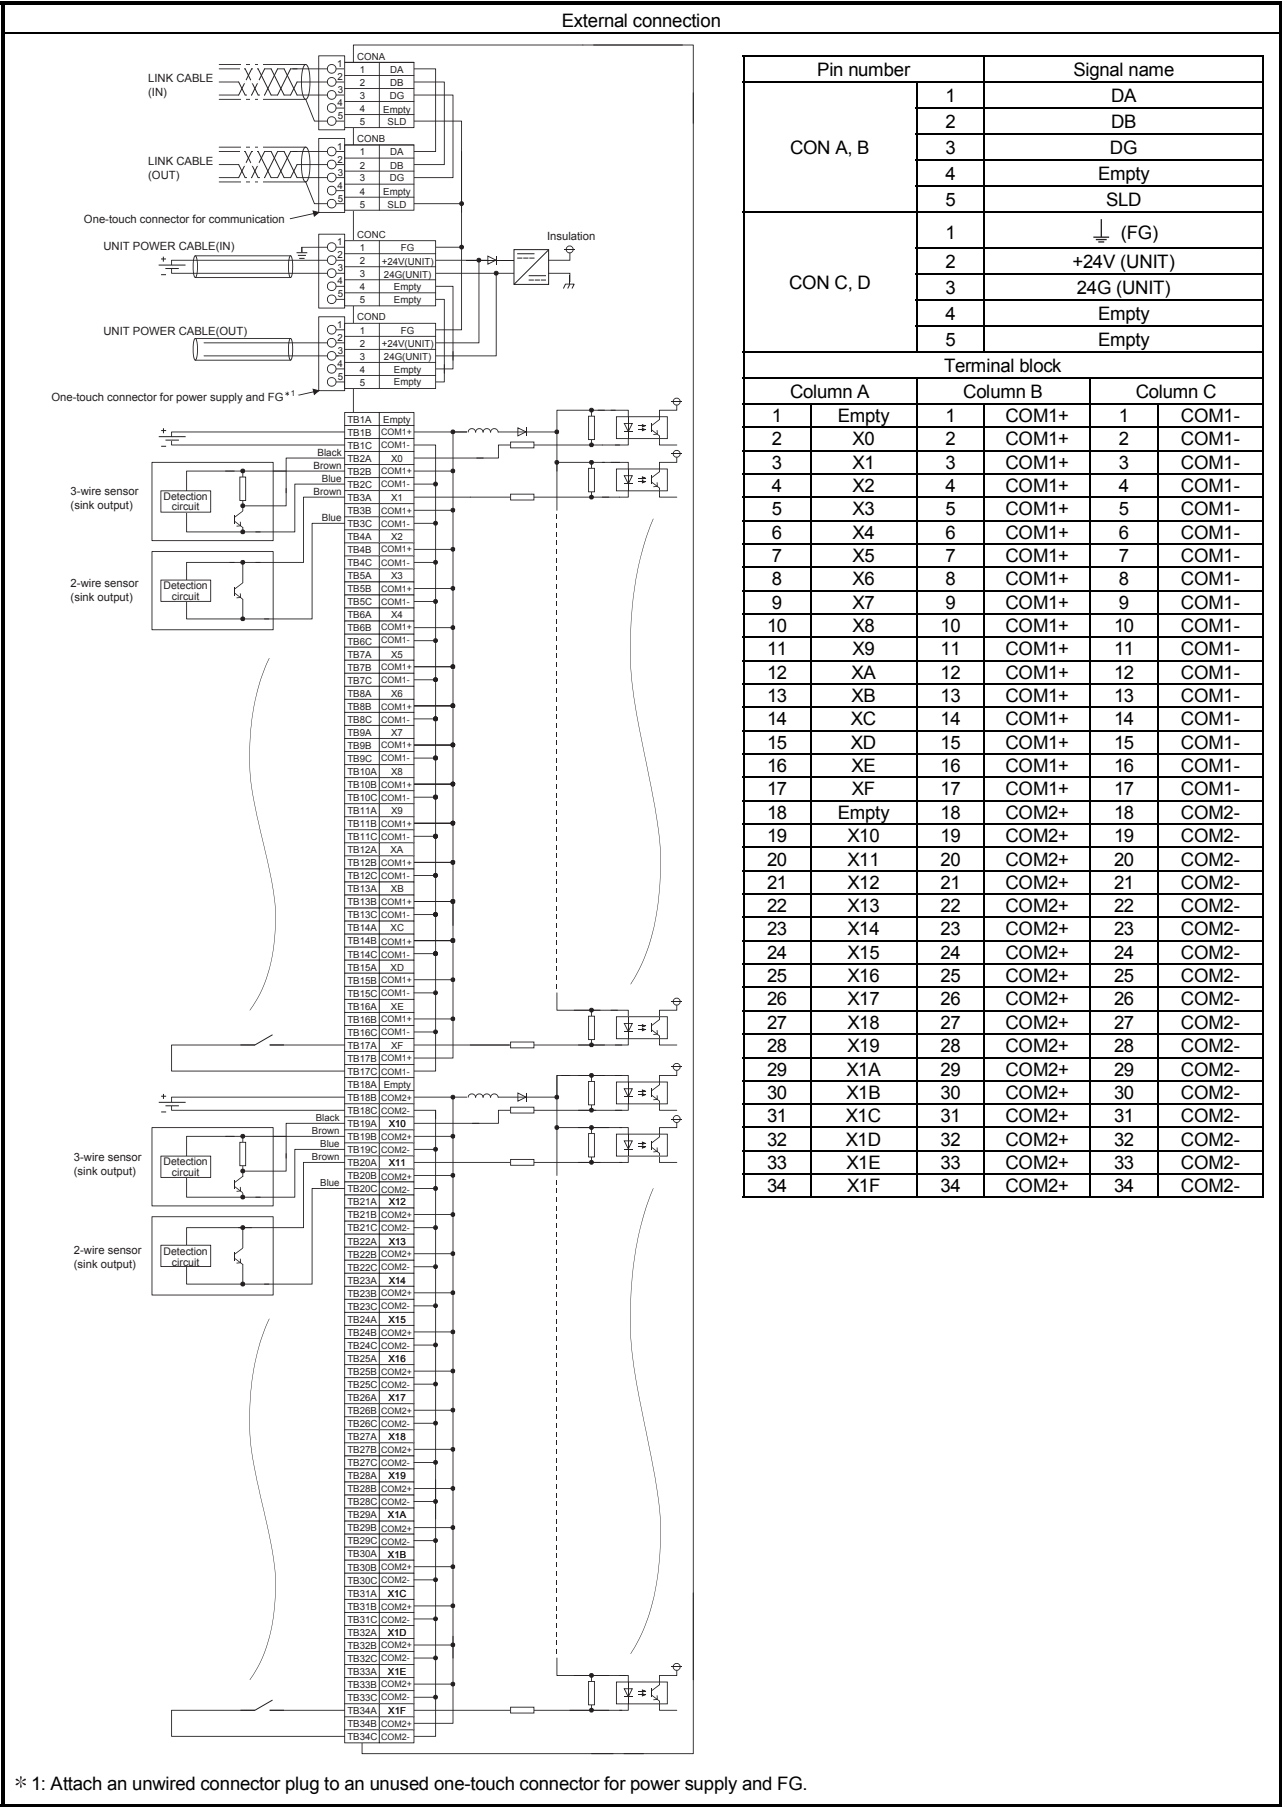 External connection
CONA
1 DA
2 DB
3 DG
4 Empty
5 SLD
1
2
3
4
5
LINK CABLE
(IN)
CONB
1 DA
2 DB
3 DG
4 Empty
5 SLD
1
2
3
4
5
LINK CABLE
(OUT)
One-touch connector for communication
UNIT POWER CABLE(IN)
+
-
CONC
1 FG
2 +24V(UNIT)
3 24G(UNIT)
4 Empty
5 Empty
1
2
3
4
5
Insulation
UNIT POWER CABLE(OUT)
COND
1 FG
2 +24V(UNIT)
3 24G(UNIT)
4 Empty
5 Empty
1
2
3
4
5
One-touch connector for power supply and FG*1
+
-
TB1A Empty
TB1B COM1+
TB1C COM1-
Black TB2A X0
Brown TB2B COM1+
Blue TB2C COM1-
Brown TB3A X1
TB3B COM1+
Blue TB3C COM1-
3-wire sensor
(sink output)
Detection
circuit
TB4A X2
TB4B COM1+
TB4C COM1-
TB5A X3
TB5B COM1+
TB5C COM1-
2-wire sensor
(sink output)
Detection
circuit
TB6A X4
TB6B COM1+
TB6C COM1-
TB7A X5
TB7B COM1+
TB7C COM1-
TB8A X6
TB8B COM1+
TB8C COM1-
TB9A X7
TB9B COM1+
TB9C COM1-
TB10A X8
TB10B COM1+
TB10C COM1-
TB11A X9
TB11B COM1+
TB11C COM1-
TB12A XA
TB12B COM1+
TB12C COM1-
TB13A XB
TB13B COM1+
TB13C COM1-
TB14A XC
TB14B COM1+
TB14C COM1-
TB15A XD
TB15B COM1+
TB15C COM1-
TB16A XE
TB16B COM1+
TB16C COM1-
TB17A XF
TB17B COM1+
TB17C COM1-
TB18A Empty
+
-
TB18B COM2+
TB18C COM2-
Black TB19A X10
Brown TB19B COM2+
Blue TB19C COM2-
Brown TB20A X11
TB20B COM2+
Blue TB20C COM2-
3-wire sensor
(sink output)
Detection
circuit
TB21A X12
TB21B COM2+
TB21C COM2-
TB22A X13
TB22B COM2+
TB22C COM2-
2-wire sensor
(sink output)
Detection
circuit
TB23A X14
TB23B COM2+
TB23C COM2-
TB24A X15
TB24B COM2+
TB24C COM2-
TB25A X16
TB25B COM2+
TB25C COM2-
TB26A X17
TB26B COM2+
TB26C COM2-
TB27A X18
TB27B COM2+
TB27C COM2-
TB28A X19
TB28B COM2+
TB28C COM2-
TB29A X1A
TB29B COM2+
TB29C COM2-
TB30A X1B
TB30B COM2+
TB30C COM2-
TB31A X1C
TB31B COM2+
TB31C COM2-
TB32A X1D
TB32B COM2+
TB32C COM2-
TB33A X1E
TB33B COM2+
TB33C COM2-
TB34A X1F
TB34B COM2+
TB34C COM2-
Pin number Signal name
CON A, B
1 DA
2 DB
3 DG
4 Empty
5 SLD
CON C, D
1 (FG)
2 +24V (UNIT)
3 24G (UNIT)
4 Empty
5 Empty
Terminal block
Column A Column B Column C
1 Empty 1 COM1+ 1 COM1-
2 X0 2 COM1+ 2 COM1-
3 X1 3 COM1+ 3 COM1-
4 X2 4 COM1+ 4 COM1-
5 X3 5 COM1+ 5 COM1-
6 X4 6 COM1+ 6 COM1-
7 X5 7 COM1+ 7 COM1-
8 X6 8 COM1+ 8 COM1-
9 X7 9 COM1+ 9 COM1-
10 X8 10 COM1+ 10 COM1-
11 X9 11 COM1+ 11 COM1-
12 XA 12 COM1+ 12 COM1-
13 XB 13 COM1+ 13 COM1-
14 XC 14 COM1+ 14 COM1-
15 XD 15 COM1+ 15 COM1-
16 XE 16 COM1+ 16 COM1-
17 XF 17 COM1+ 17 COM1-
18 Empty 18 COM2+ 18 COM2-
19 X10 19 COM2+ 19 COM2-
20 X11 20 COM2+ 20 COM2-
21 X12 21 COM2+ 21 COM2-
22 X13 22 COM2+ 22 COM2-
23 X14 23 COM2+ 23 COM2-
24 X15 24 COM2+ 24 COM2-
25 X16 25 COM2+ 25 COM2-
26 X17 26 COM2+ 26 COM2-
27 X18 27 COM2+ 27 COM2-
28 X19 28 COM2+ 28 COM2-
29 X1A 29 COM2+ 29 COM2-
30 X1B 30 COM2+ 30 COM2-
31 X1C 31 COM2+ 31 COM2-
32 X1D 32 COM2+ 32 COM2-
33 X1E 33 COM2+ 33 COM2-
34 X1F 34 COM2+ 34 COM2-
* 1: Attach an unwired connector plug to an unused one-touch connector for power supply and FG.